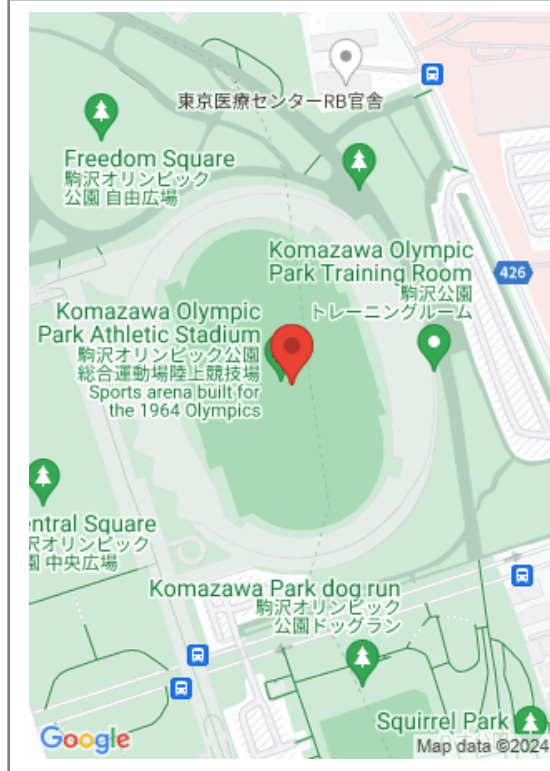 東京医療センターRB官舎
Freedom Square
駒沢オリンピック
公園 自由広場
Komazawa Olympic
Park Training Room
駒沢公園
トレーニングルーム
426
Komazawa Olympic
Park Athletic Stadium
駒沢オリンピック公園
総合運動場陸上競技場
Sports arena built for
the 1964 Olympics
entral Square
沢オリンピック
園 中央広場
Komazawa Park dog run
駒沢オリンピック
公園ドッグラン
Squirrel Park
Google
Map data ©2024